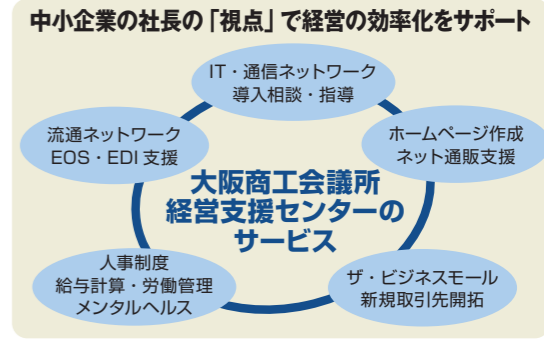 中小企業の社長の「視点」で経営の効率化をサポート
IT・通信ネットワーク
導入相談・指導
流通ネットワーク
EOS・EDI支援
ホームページ作成
ネット通販支援
大阪商工会議所
経営支援センターの
サービス
人事制度
給与計算・労働管理
メンタルヘルス
ザ・ビジネスモール
新規取引先開拓